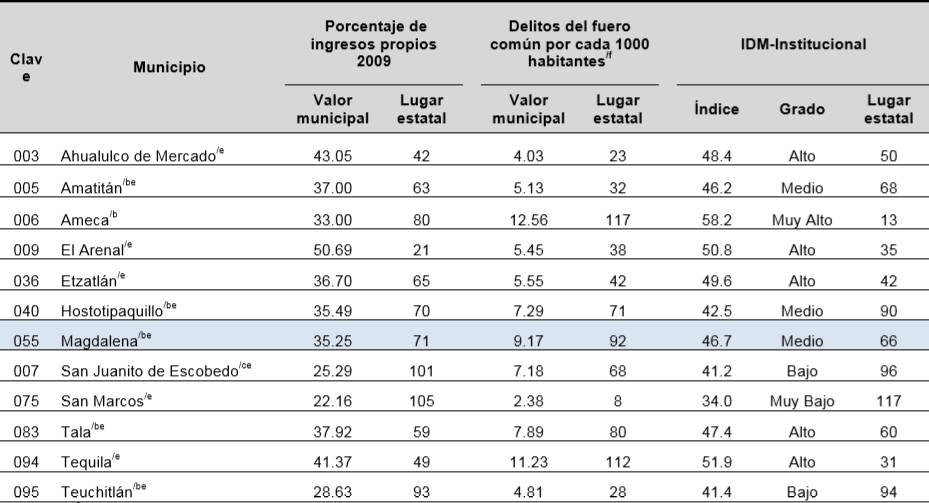 Clav
e
Municipio
Porcentaje de
ingresos propios
2009
Delitos del fuero
común por cada 1000
habitantes/f
IDM-Institucional
Valor
municipal
Lugar
estatal
Valor
municipal
Lugar
estatal
Índice
Grado
Lugar
estatal
003 Ahualulco de Mercado/e 43.05 42 4.03 23 48.4 Alto 50
005 Amatitán/be 37.00 63 5.13 32 46.2 Medio 68
006 Ameca/b 33.00 80 12.56 117 58.2 Muy Alto 13
009 El Arenal/e 50.69 21 5.45 38 50.8 Alto 35
036 Etzatlán/e 36.70 65 5.55 42 49.6 Alto 42
040 Hostotipaquillo/be 35.49 70 7.29 71 42.5 Medio 90
055 Magdalena/be 35.25 71 9.17 92 46.7 Medio 66
007 San Juanito de Escobedo/ce 25.29 101 7.18 68 41.2 Bajo 96
075 San Marcos/e 22.16 105 2.38 8 34.0 Muy Bajo 117
083 Tala/be 37.92 59 7.89 80 47.4 Alto 60
094 Tequila/e 41.37 49 11.23 112 51.9 Alto 31
095 Teuchitlán/be 28.63 93 4.81 28 41.4 Bajo 94